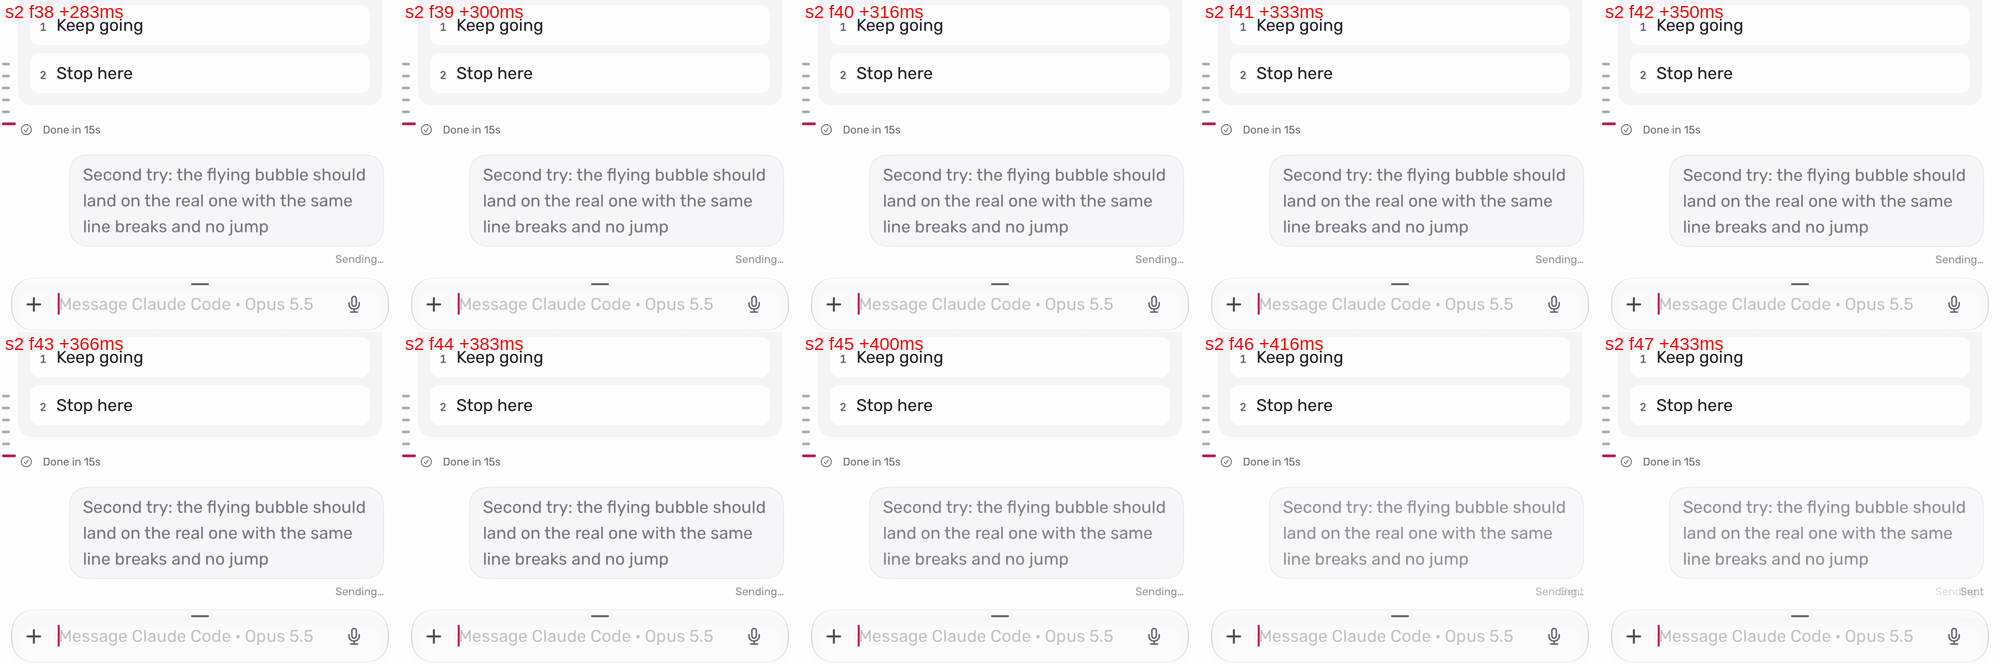 s2 f38 +283ms
1 Keep going
2 Stop here
Done in 15s
Second try: the flying bubble should
land on the real one with the same
line breaks and no jump
Sending...
Message Claude Code • Opus 5.5
s2 f39 +300ms
1 Keep going
2 Stop here
Done in 15s
Second try: the flying bubble should
land on the real one with the same
line breaks and no jump
Sending...
Message Claude Code • Opus 5.5
s2 f40 +316ms
1 Keep going
2 Stop here
Done in 15s
Second try: the flying bubble should
land on the real one with the same
line breaks and no jump
Sending...
Message Claude Code • Opus 5.5
s2 f41 +333ms
1 Keep going
2 Stop here
Done in 15s
Second try: the flying bubble should
land on the real one with the same
line breaks and no jump
Sending...
Message Claude Code • Opus 5.5
s2 f42 +350ms
1 Keep going
2 Stop here
Done in 15s
Second try: the flying bubble should
land on the real one with the same
line breaks and no jump
Sending...
Message Claude Code • Opus 5.5
s2 f43 +366ms
1 Keep going
2 Stop here
Done in 15s
Second try: the flying bubble should
land on the real one with the same
line breaks and no jump
Sending...
Message Claude Code • Opus 5.5
s2 f44 +383ms
1 Keep going
2 Stop here
Done in 15s
Second try: the flying bubble should
land on the real one with the same
line breaks and no jump
Sending...
Message Claude Code • Opus 5.5
s2 f45 +400ms
1 Keep going
2 Stop here
Done in 15s
Second try: the flying bubble should
land on the real one with the same
line breaks and no jump
Sending...
Message Claude Code • Opus 5.5
s2 f46 +416ms
1 Keep going
2 Stop here
Done in 15s
Second try: the flying bubble should
land on the real one with the same
line breaks and no jump
Message Claude Code • Opus 5.5
s2 f47 +433ms
1 Keep going
2 Stop here
Done in 15s
Second try: the flying bubble should
land on the real one with the same
line breaks and no jump
Sent
Message Claude Code • Opus 5.5